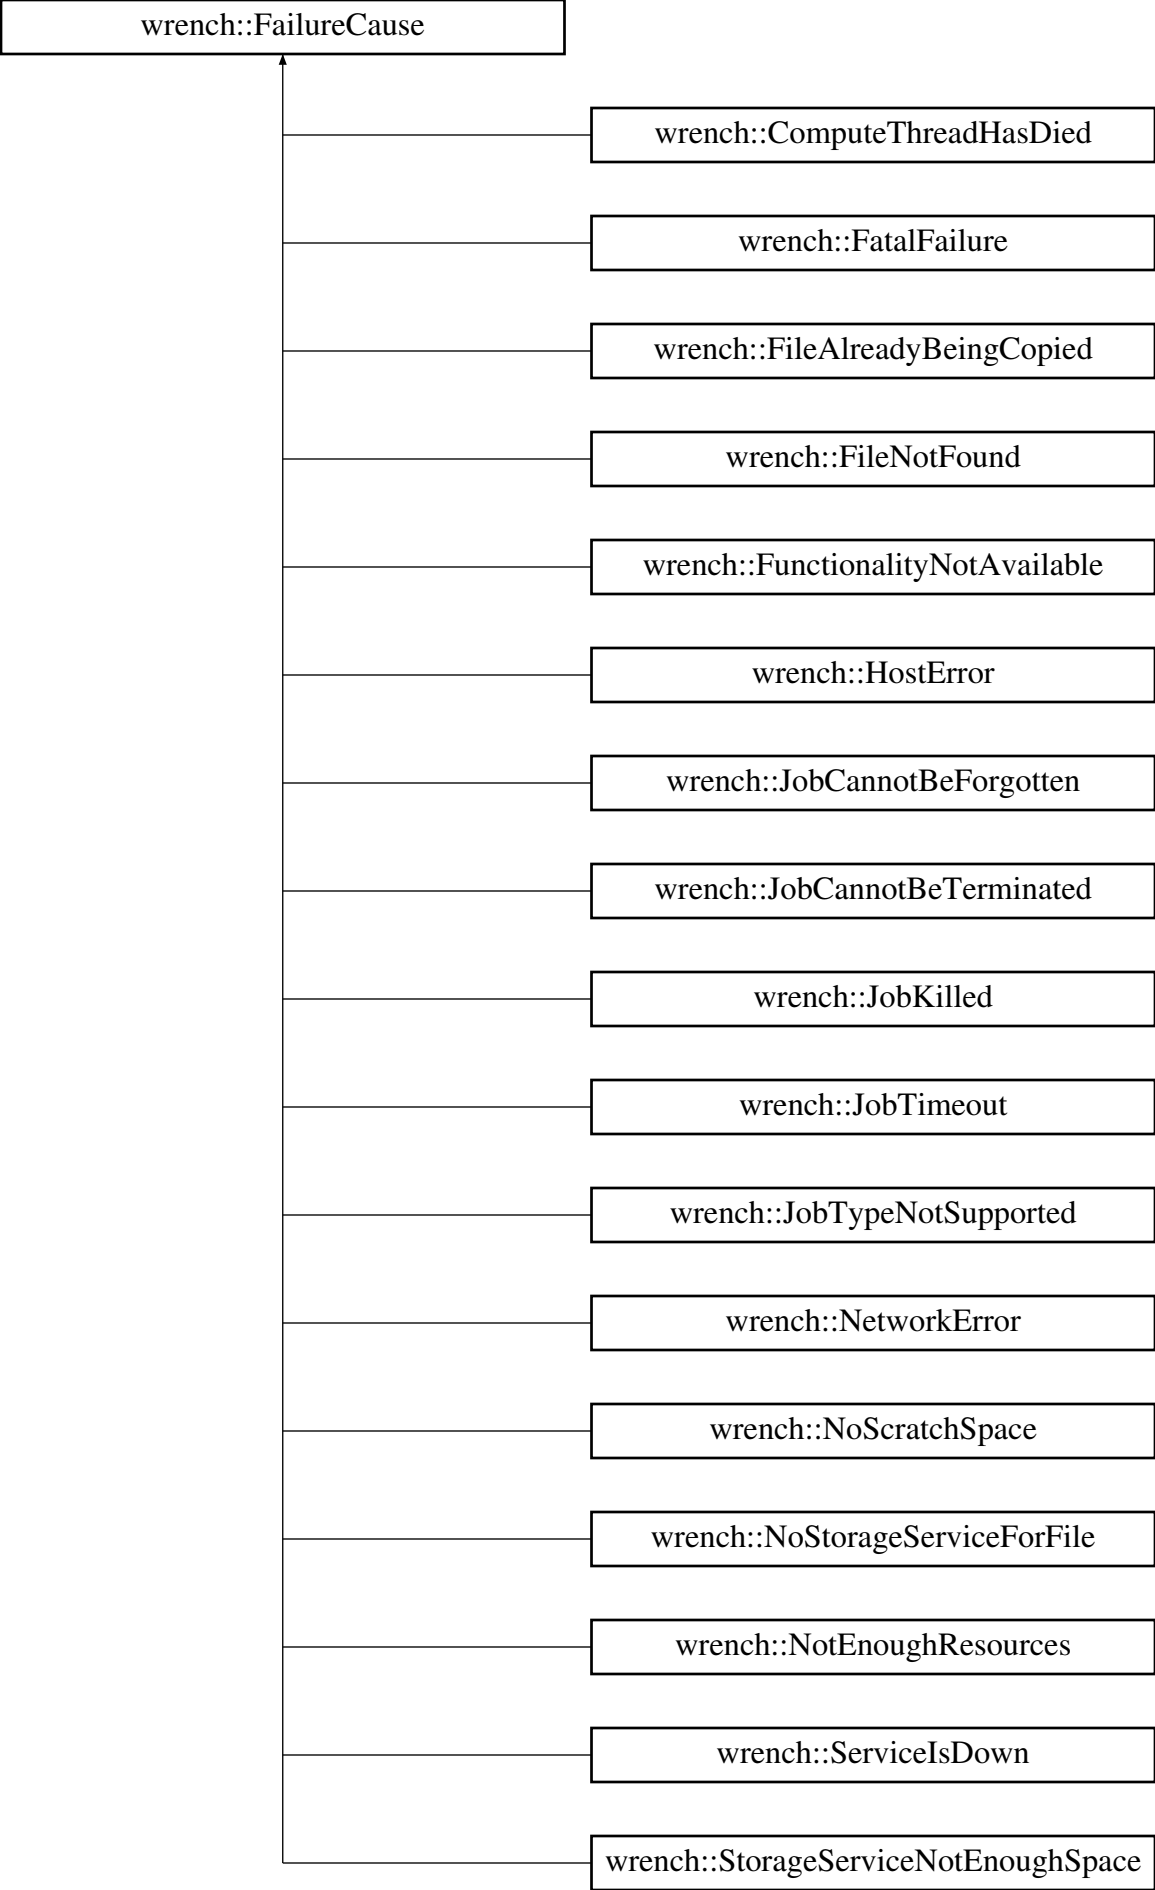 wrench::FailureCause
wrench::ComputeThreadHasDied
wrench::FatalFailure
wrench::FileAlreadyBeingCopied
wrench::FileNotFound
wrench::FunctionalityNotAvailable
wrench::HostError
wrench::JobCannotBeForgotten
wrench::JobCannotBeTerminated
wrench::JobKilled
wrench::JobTimeout
wrench::JobTypeNotSupported
wrench::NetworkError
wrench::NoScratchSpace
wrench::NoStorageServiceForFile
wrench::NotEnoughResources
wrench::ServiceIsDown
wrench::StorageServiceNotEnoughSpace